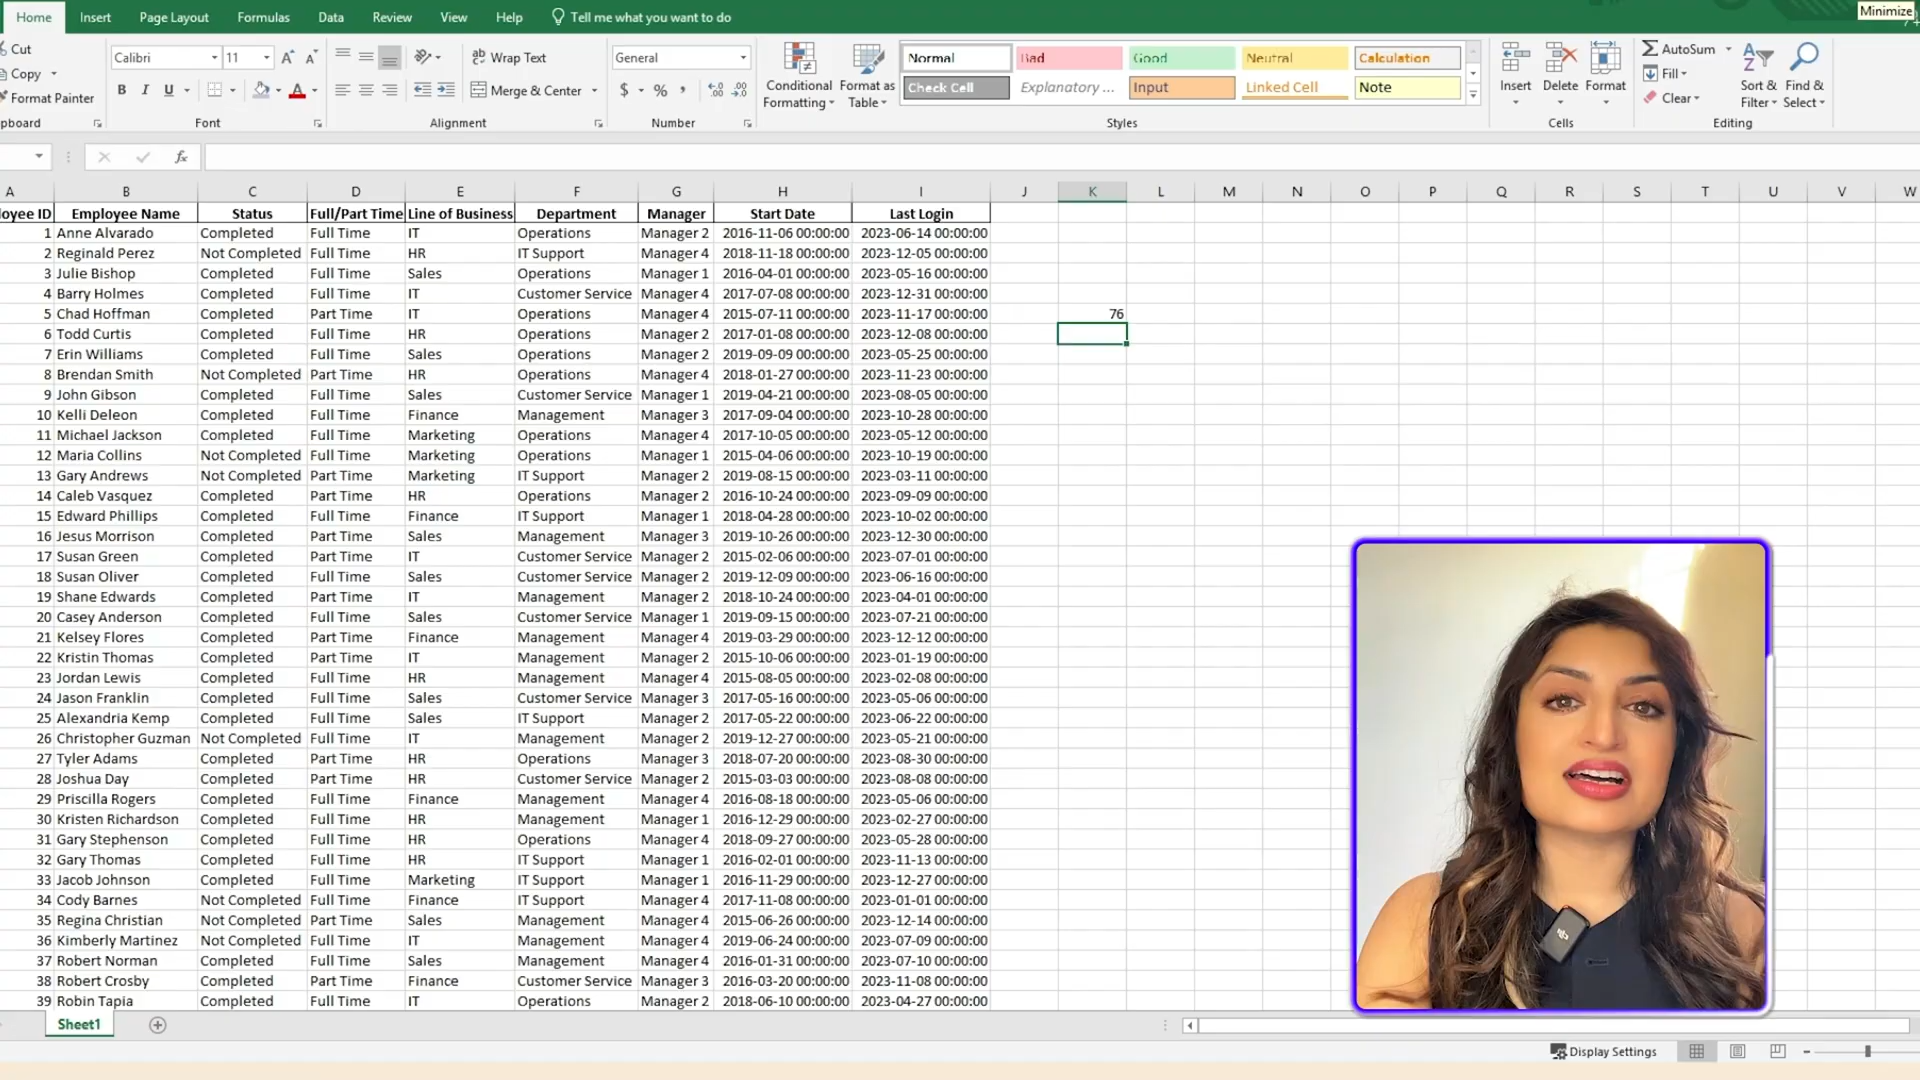 Minimize
Home Insert Page Layout Formulas Data Review View Help Tell me what you want to do
Cut
Copy
Format Painter
Calibri 11
B I U
Wrap Text
Merge & Center
General
$ % ,
Conditional
Formatting
Format as
Table
Normal Bad Good Neutral Calculation
Check Cell Explanatory ... Input Linked Cell Note
Insert Delete Format
AutoSum
Fill
Clear
Sort &
Filter
Find &
Select
pboard Font Alignment Number Styles Cells Editing
fx
A B C D E F G H I J K L M N O P Q R S T U V W
loyee ID Employee Name Status Full/Part Time Line of Business Department Manager Start Date Last Login
1 Anne Alvarado Completed Full Time IT Operations Manager 2 2016-11-06 00:00:00 2023-06-14 00:00:00
2 Reginald Perez Not Completed Full Time HR IT Support Manager 4 2018-11-18 00:00:00 2023-12-05 00:00:00
3 Julie Bishop Completed Full Time Sales Operations Manager 1 2016-04-01 00:00:00 2023-05-16 00:00:00
4 Barry Holmes Completed Full Time IT Customer Service Manager 4 2017-07-08 00:00:00 2023-12-31 00:00:00
5 Chad Hoffman Completed Part Time IT Operations Manager 4 2015-07-11 00:00:00 2023-11-17 00:00:00 76
6 Todd Curtis Completed Full Time HR Operations Manager 2 2017-01-08 00:00:00 2023-12-08 00:00:00
7 Erin Williams Completed Full Time Sales Operations Manager 2 2019-09-09 00:00:00 2023-05-25 00:00:00
8 Brendan Smith Not Completed Part Time HR Operations Manager 4 2018-01-27 00:00:00 2023-11-23 00:00:00
9 John Gibson Completed Full Time Sales Customer Service Manager 1 2019-04-21 00:00:00 2023-08-05 00:00:00
10 Kelli Deleon Completed Full Time Finance Management Manager 3 2017-09-04 00:00:00 2023-10-28 00:00:00
11 Michael Jackson Completed Full Time Marketing Operations Manager 4 2017-10-05 00:00:00 2023-05-12 00:00:00
12 Maria Collins Not Completed Full Time Marketing Operations Manager 1 2015-04-06 00:00:00 2023-10-19 00:00:00
13 Gary Andrews Not Completed Part Time Marketing IT Support Manager 2 2019-08-15 00:00:00 2023-03-11 00:00:00
14 Caleb Vasquez Completed Part Time HR Operations Manager 2 2016-10-24 00:00:00 2023-09-09 00:00:00
15 Edward Phillips Completed Full Time Finance IT Support Manager 1 2018-04-28 00:00:00 2023-10-02 00:00:00
16 Jesus Morrison Completed Part Time Sales Management Manager 3 2019-10-26 00:00:00 2023-12-30 00:00:00
17 Susan Green Completed Part Time IT Customer Service Manager 2 2015-02-06 00:00:00 2023-07-01 00:00:00
18 Susan Oliver Completed Full Time Sales Customer Service Manager 2 2019-12-09 00:00:00 2023-06-16 00:00:00
19 Shane Edwards Completed Part Time IT Management Manager 2 2018-10-24 00:00:00 2023-04-01 00:00:00
20 Casey Anderson Completed Full Time Sales Customer Service Manager 1 2019-09-15 00:00:00 2023-07-21 00:00:00
21 Kelsey Flores Completed Part Time Finance Management Manager 4 2019-03-29 00:00:00 2023-12-12 00:00:00
22 Kristin Thomas Completed Part Time IT Management Manager 2 2015-10-06 00:00:00 2023-01-19 00:00:00
23 Jordan Lewis Completed Full Time HR Management Manager 4 2015-08-05 00:00:00 2023-02-08 00:00:00
24 Jason Franklin Completed Full Time Sales Customer Service Manager 3 2017-05-16 00:00:00 2023-05-06 00:00:00
25 Alexandria Kemp Completed Full Time Sales IT Support Manager 2 2017-05-22 00:00:00 2023-06-22 00:00:00
26 Christopher Guzman Not Completed Full Time IT Management Manager 2 2019-12-27 00:00:00 2023-05-21 00:00:00
27 Tyler Adams Completed Part Time HR Operations Manager 3 2018-07-20 00:00:00 2023-08-30 00:00:00
28 Joshua Day Completed Part Time HR Customer Service Manager 2 2015-03-03 00:00:00 2023-08-08 00:00:00
29 Priscilla Rogers Completed Full Time Finance Management Manager 4 2016-08-18 00:00:00 2023-05-06 00:00:00
30 Kristen Richardson Completed Full Time HR Management Manager 1 2016-12-29 00:00:00 2023-02-27 00:00:00
31 Gary Stephenson Completed Full Time HR Operations Manager 4 2018-09-27 00:00:00 2023-05-28 00:00:00
32 Gary Thomas Completed Full Time HR IT Support Manager 1 2016-02-01 00:00:00 2023-11-13 00:00:00
33 Jacob Johnson Completed Full Time Marketing IT Support Manager 1 2016-11-29 00:00:00 2023-12-27 00:00:00
34 Cody Barnes Not Completed Full Time Finance IT Support Manager 4 2017-11-08 00:00:00 2023-01-01 00:00:00
35 Regina Christian Not Completed Part Time Sales Management Manager 4 2015-06-26 00:00:00 2023-12-14 00:00:00
36 Kimberly Martinez Not Completed Full Time IT Management Manager 4 2019-06-24 00:00:00 2023-07-09 00:00:00
37 Robert Norman Completed Full Time Sales Management Manager 4 2016-01-31 00:00:00 2023-07-10 00:00:00
38 Robert Crosby Completed Part Time Finance Customer Service Manager 3 2016-03-20 00:00:00 2023-11-08 00:00:00
39 Robin Tapia Completed Full Time IT Operations Manager 2 2018-06-10 00:00:00 2023-04-27 00:00:00
Sheet1
Display Settings